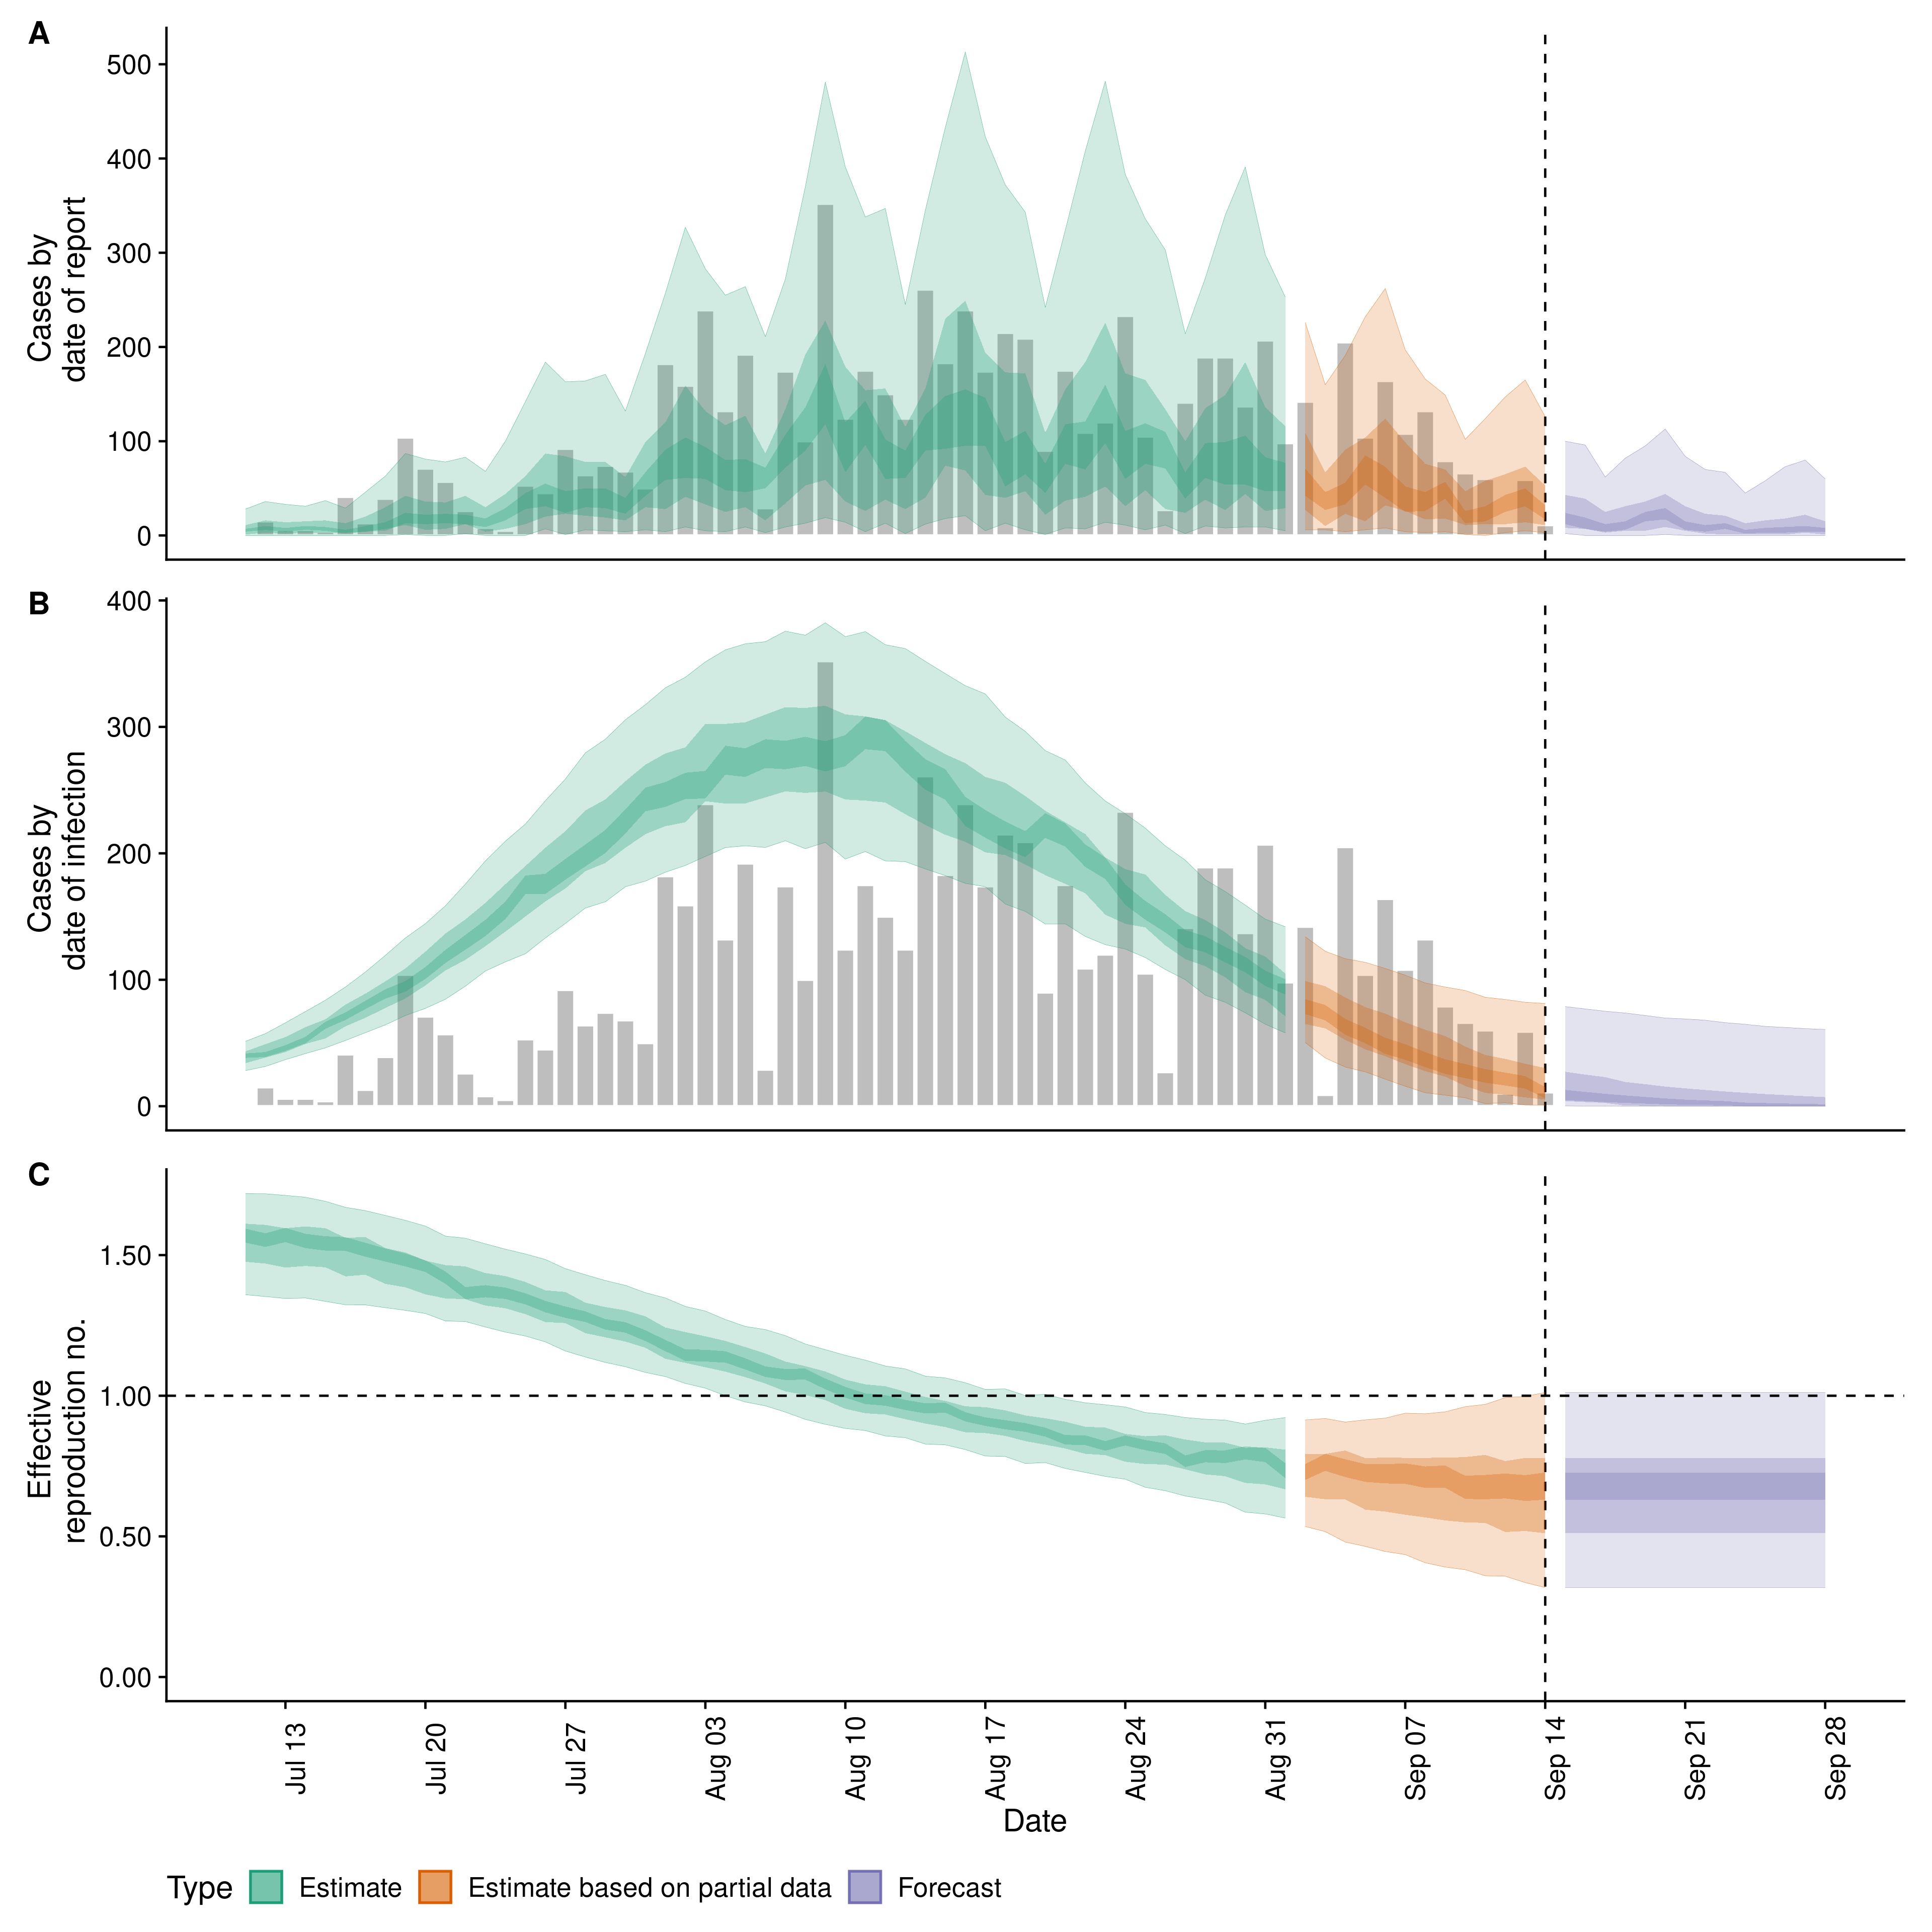 A
500
400
300
200
100
0
Cases by
date of report
B
400
300
200
100
0
Cases by
date of infection
C
1.50
1.00
0.50
0.00
Effective
reproduction no.
Jul 13
Jul 20
Jul 27
Aug 03
Aug 10
Aug 17
Aug 24
Aug 31
Sep 07
Sep 14
Sep 21
Sep 28
Date
Type Estimate Estimate based on partial data Forecast